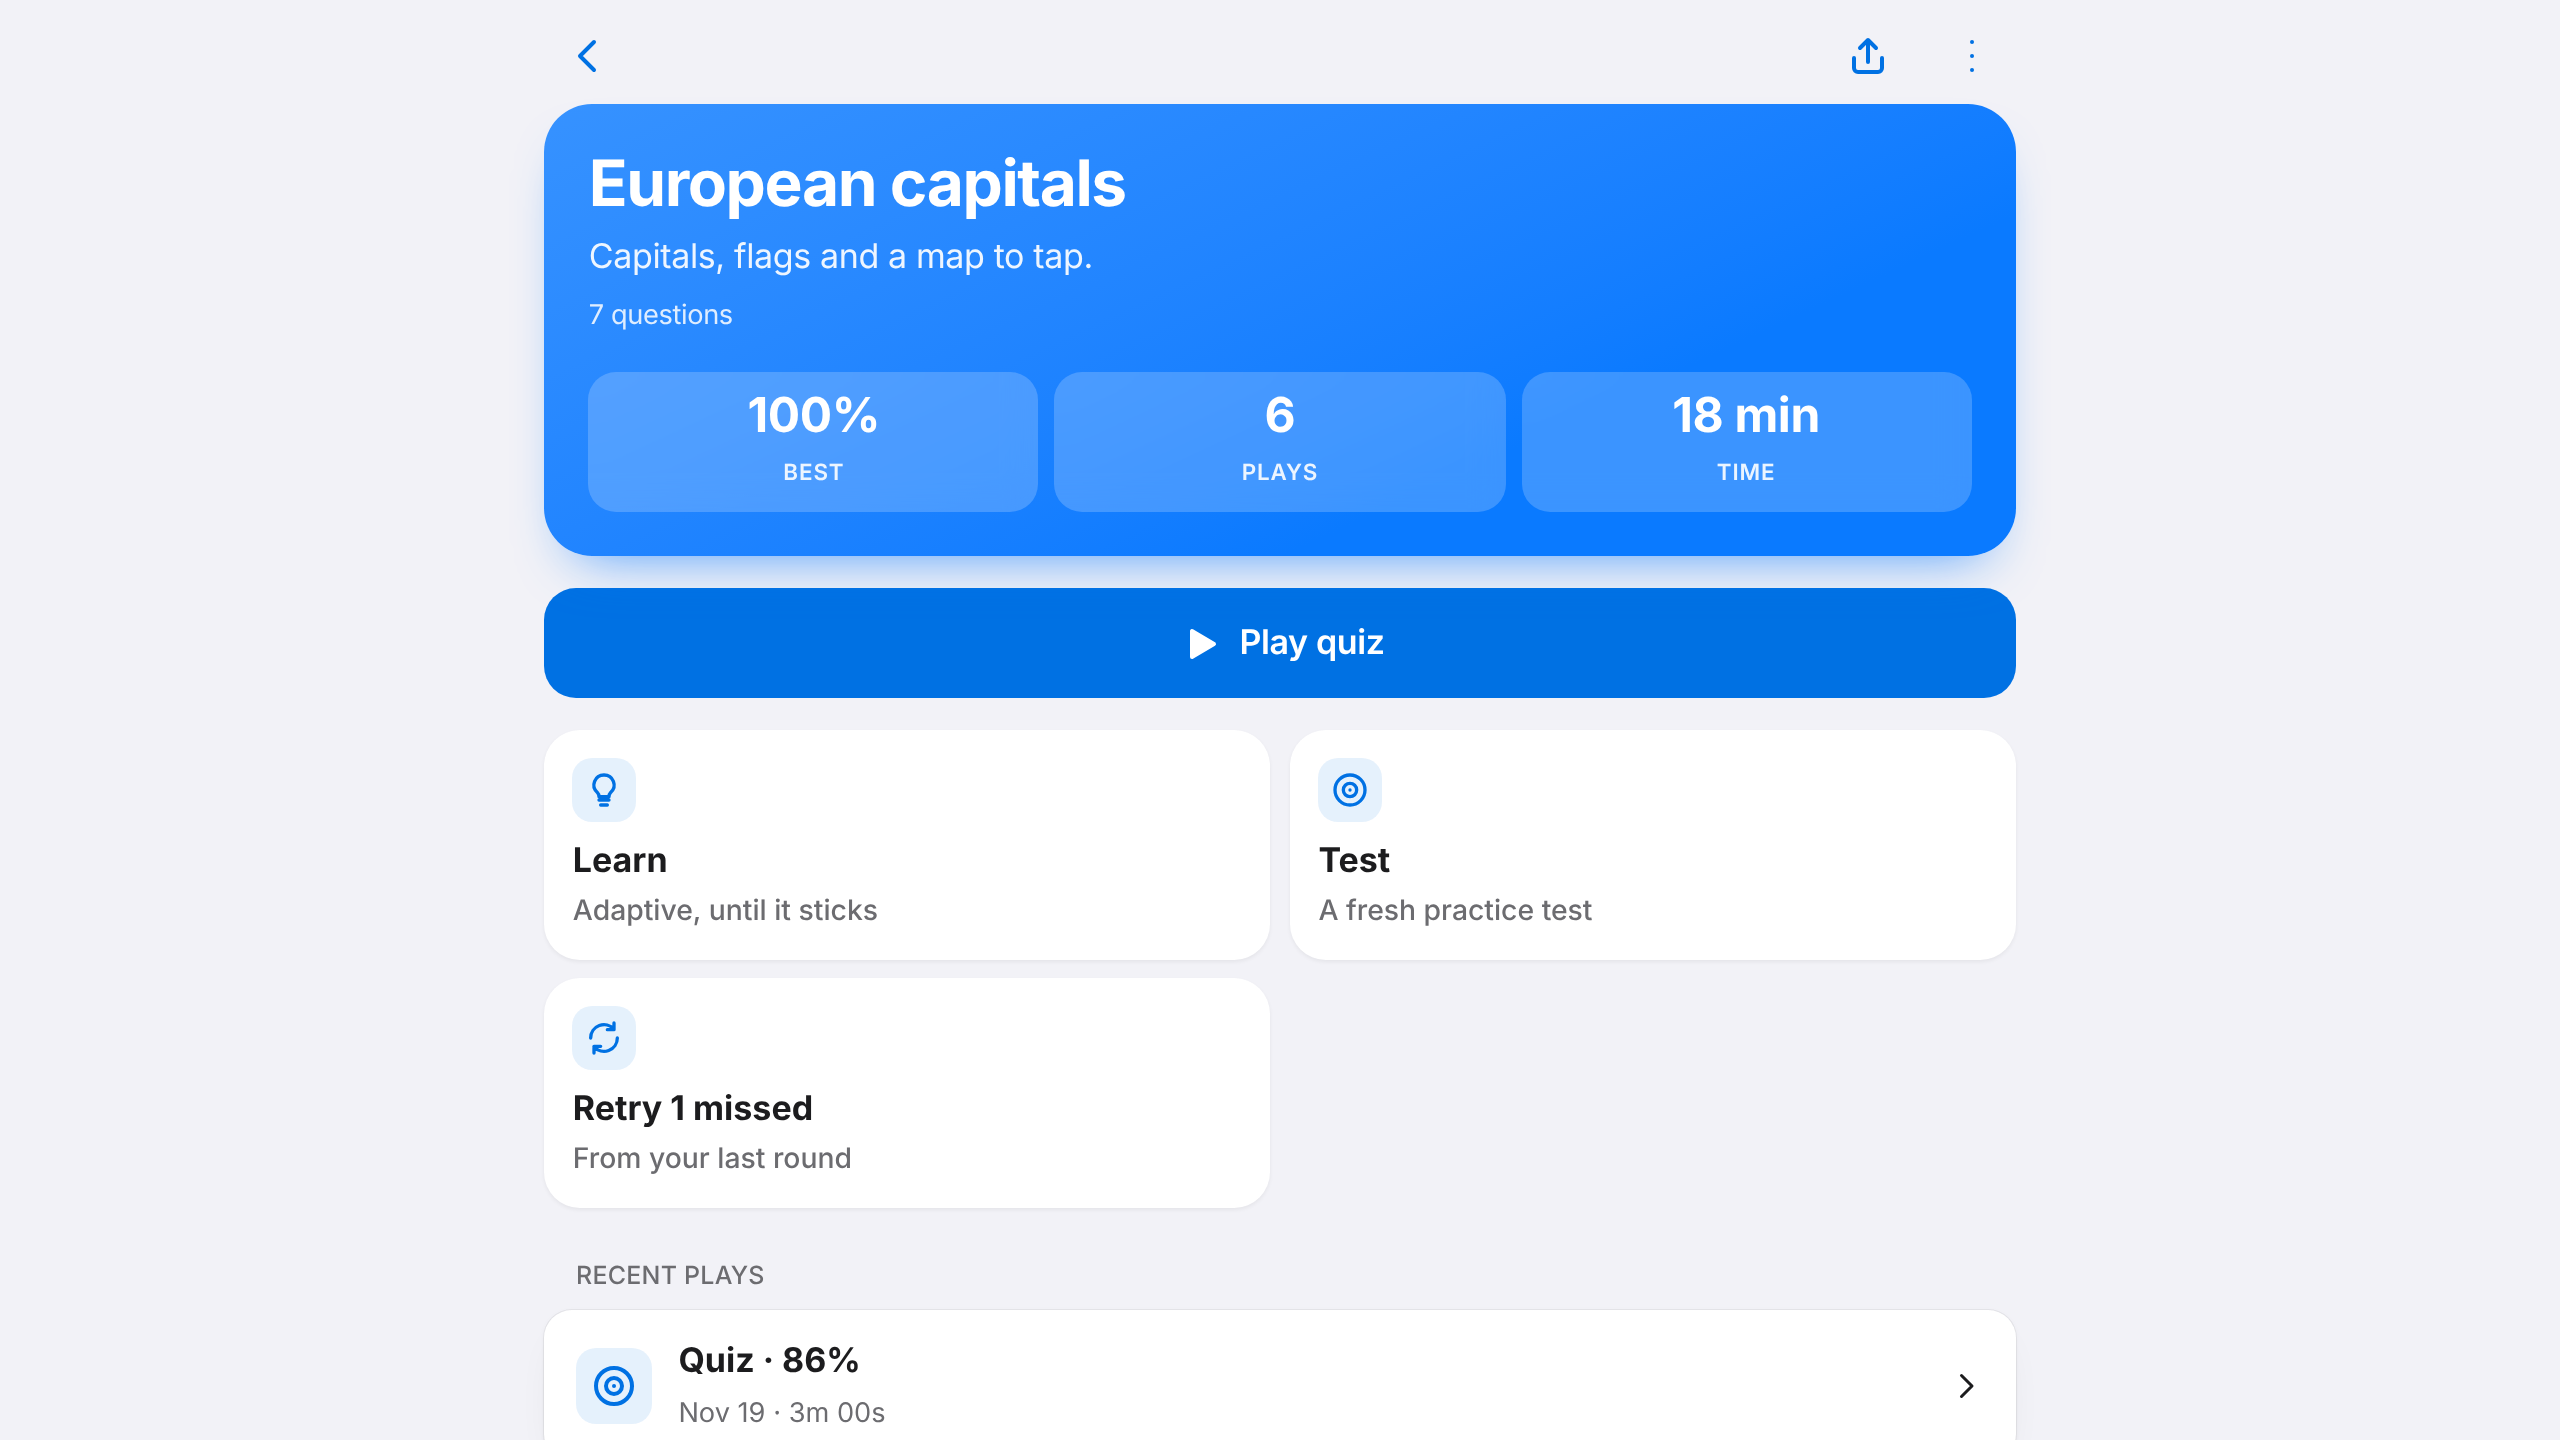 European capitals
Capitals, flags and a map to tap.
7 questions
100%
BEST
6
PLAYS
18 min
TIME
Play quiz
Learn
Adaptive, until it sticks
Test
A fresh practice test
Retry 1 missed
From your last round
RECENT PLAYS
Quiz · 86%
Nov 19 · 3m 00s